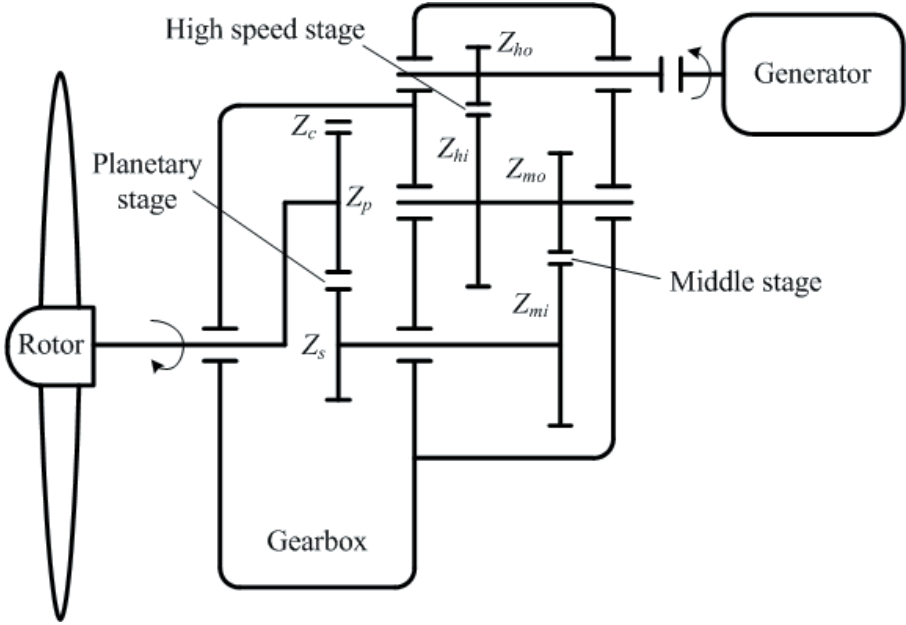 High speed stage
Z_ho
Generator
Z_c
Planetary
stage
Z_hi
Z_mo
Z_p
Middle stage
Z_mi
Rotor
Z_s
Gearbox